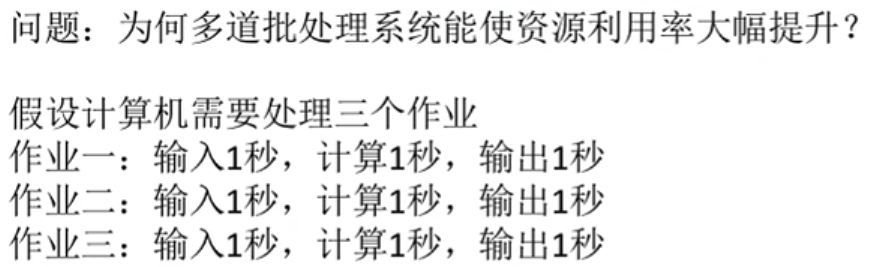 问题：为何多道批处理系统能使资源利用率大幅提升？
假设计算机需要处理三个作业
作业一：输入1秒，计算1秒，输出1秒
作业二：输入1秒，计算1秒，输出1秒
作业三：输入1秒，计算1秒，输出1秒